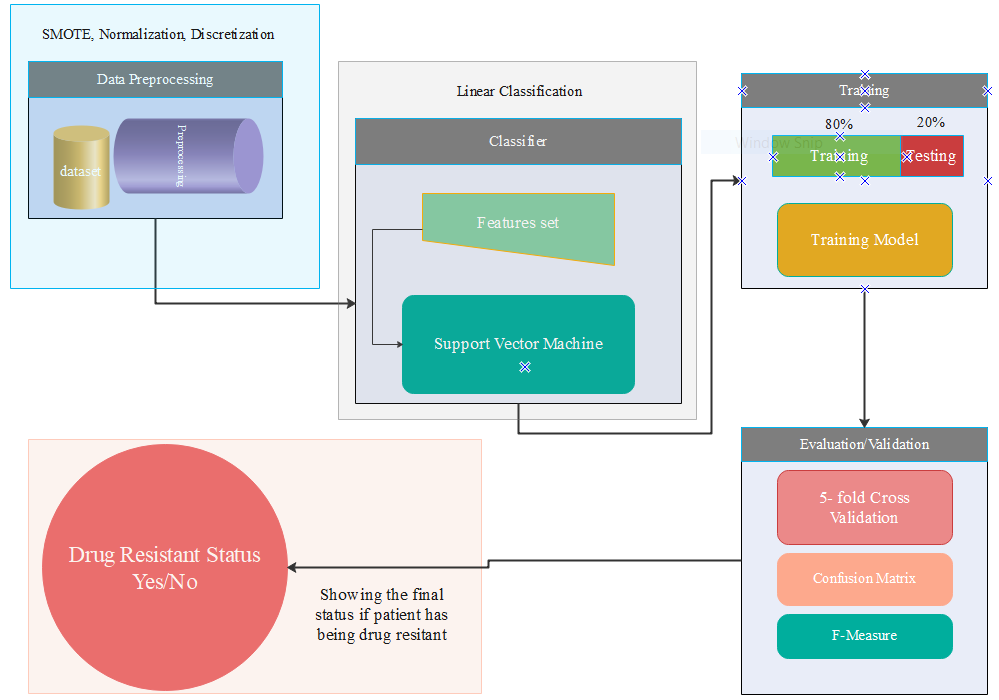 SMOTE, Normalization, Discretization
Data Preprocessing
dataset
Preprocessing
Linear Classification
Classifier
Features set
Support Vector Machine
Training
80%
20%
Window Snip
Training
Testing
Training Model
Evaluation/Validation
5- fold Cross
Validation
Confusion Matrix
F-Measure
Drug Resistant Status
Yes/No
Showing the final
status if patient has
being drug resitant